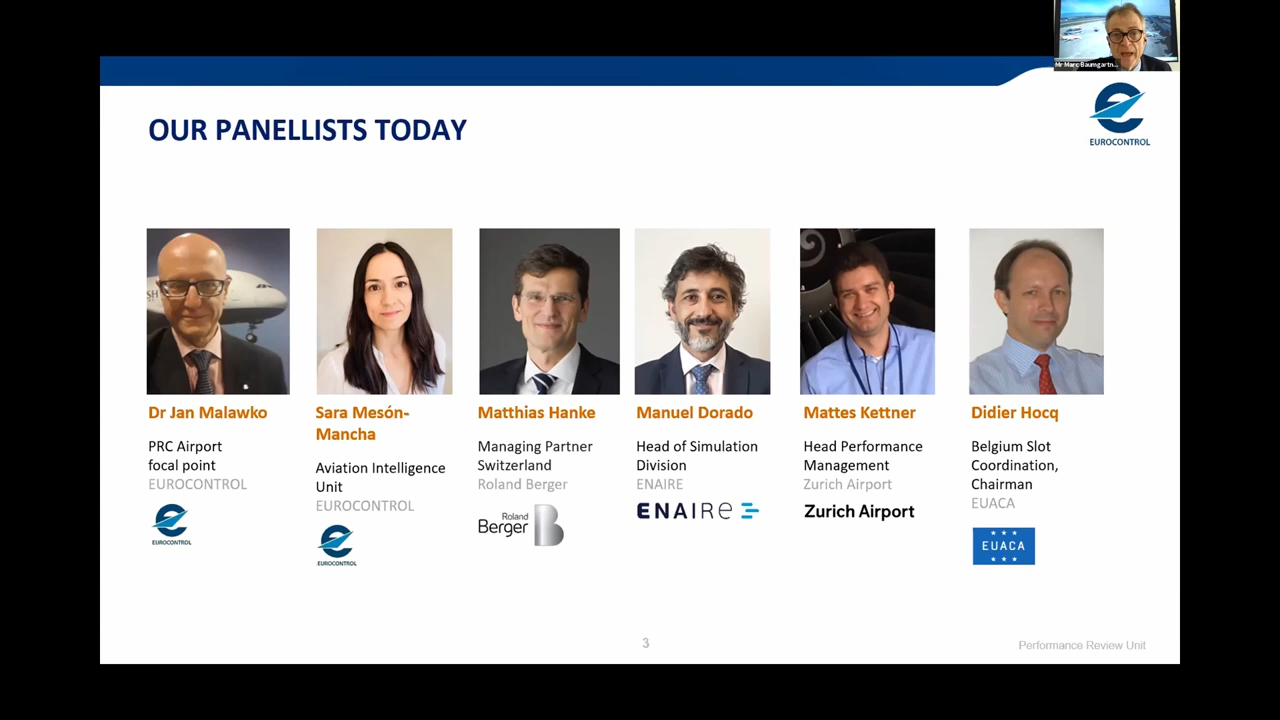 Mr Marc Baumgartn...
EUROCONTROL
OUR PANELLISTS TODAY
Dr Jan Malawko
PRC Airport
focal point
EUROCONTROL
EUROCONTROL
Sara Mesón-
Mancha
Aviation Intelligence
Unit
EUROCONTROL
EUROCONTROL
Matthias Hanke
Managing Partner
Switzerland
Roland Berger
Roland
Berger
B
Manuel Dorado
Head of Simulation
Division
ENAIRE
ENAIRe
Mattes Kettner
Head Performance
Management
Zurich Airport
Zurich Airport
Didier Hocq
Belgium Slot
Coordination,
Chairman
EUACA
EUACA
3
Performance Review Unit